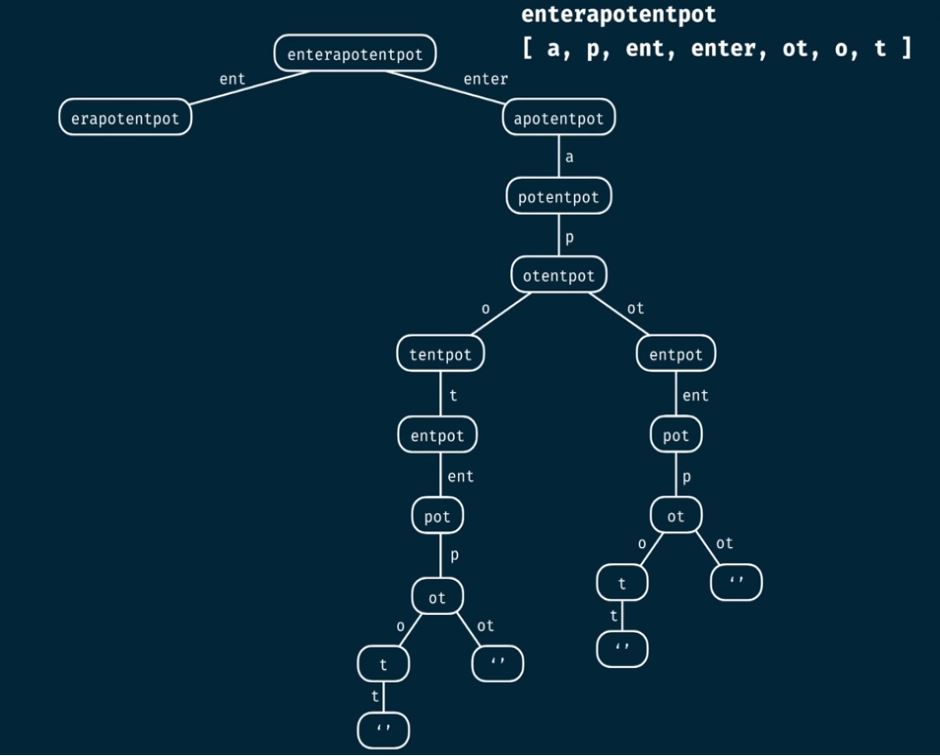 enterapotentpot
[ a, p, ent, enter, ot, o, t ]
enterapotentpot
ent
enter
erapotentpot
apotentpot
a
potentpot
p
otentpot
o
ot
tentpot
entpot
t
ent
entpot
pot
ent
p
pot
ot
p
o
ot
t
‘’
ot
t
o
ot
‘’
t
‘’
t
‘’